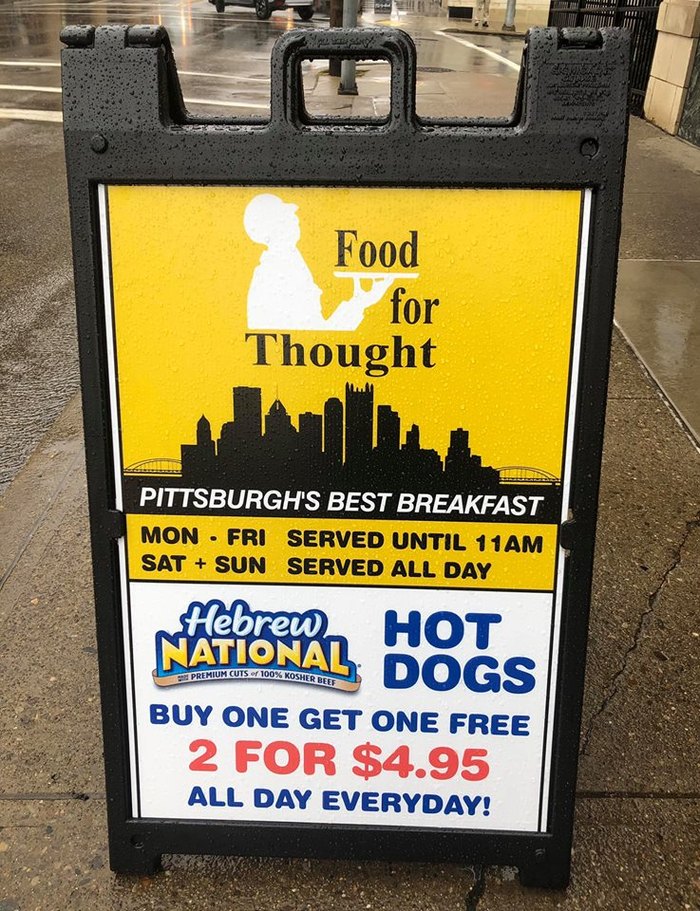 Food
for
Thought
PITTSBURGH'S BEST BREAKFAST
MON - FRI SERVED UNTIL 11AM
SAT + SUN SERVED ALL DAY
Hebrew
NATIONAL
MADE WITH PREMIUM CUTS of 100% KOSHER BEEF
HOT
DOGS
BUY ONE GET ONE FREE
2 FOR $4.95
ALL DAY EVERYDAY!